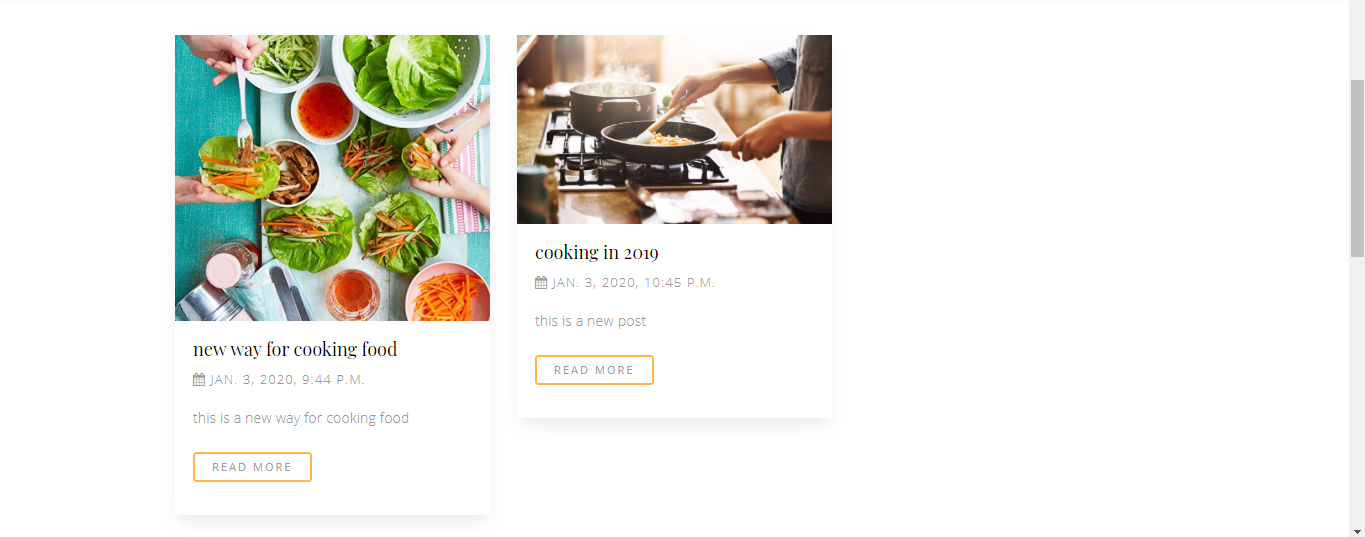 new way for cooking food
JAN. 3, 2020, 9:44 P.M.
this is a new way for cooking food
READ MORE
cooking in 2019
JAN. 3, 2020, 10:45 P.M.
this is a new post
READ MORE